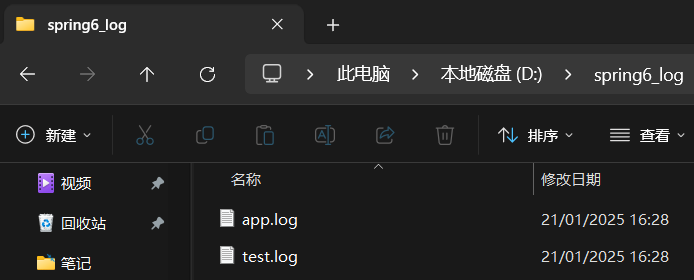 spring6_log
此电脑 本地磁盘 (D:) spring6_log
新建 排序 查看
名称 修改日期
视频
app.log 21/01/2025 16:28
回收站
test.log 21/01/2025 16:28
笔记